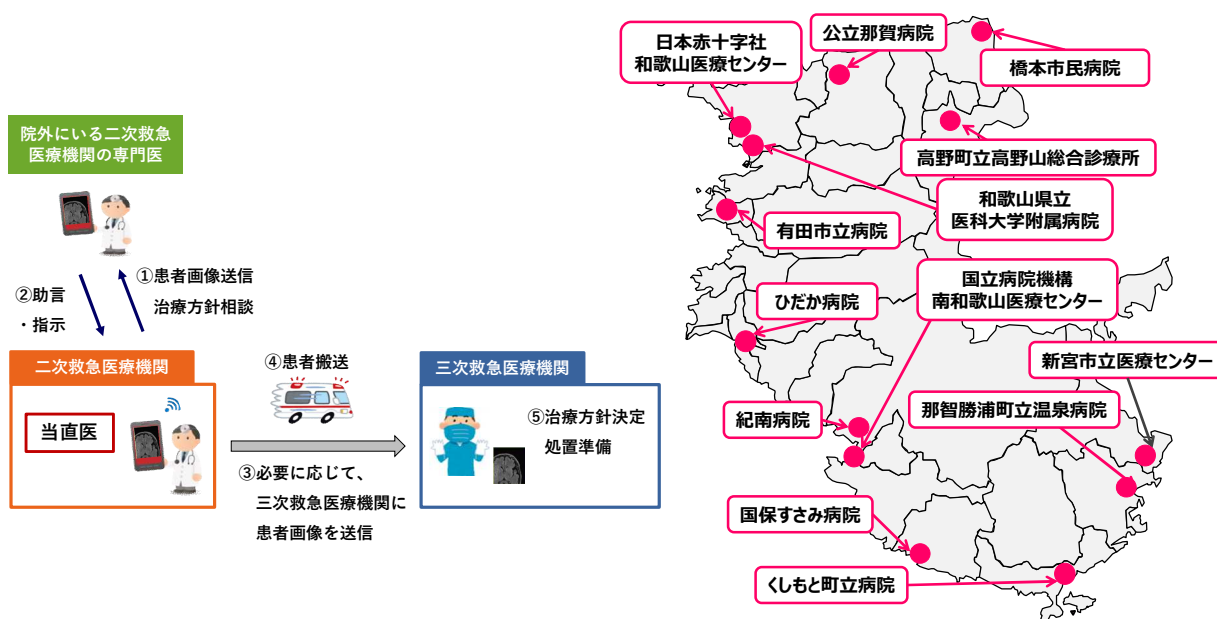 院外にいる二次救急
医療機関の専門医
①患者画像送信
治療方針相談
②助言
・指示
二次救急医療機関
当直医
④患者搬送
③必要に応じて、
三次救急医療機関に
患者画像を送信
三次救急医療機関
⑤治療方針決定
処置準備
日本赤十字社
和歌山医療センター
公立那賀病院
橋本市民病院
高野町立高野山総合診療所
和歌山県立
医科大学附属病院
有田市立病院
国立病院機構
南和歌山医療センター
ひだか病院
新宮市立医療センター
那智勝浦町立温泉病院
紀南病院
国保すさみ病院
くしもと町立病院